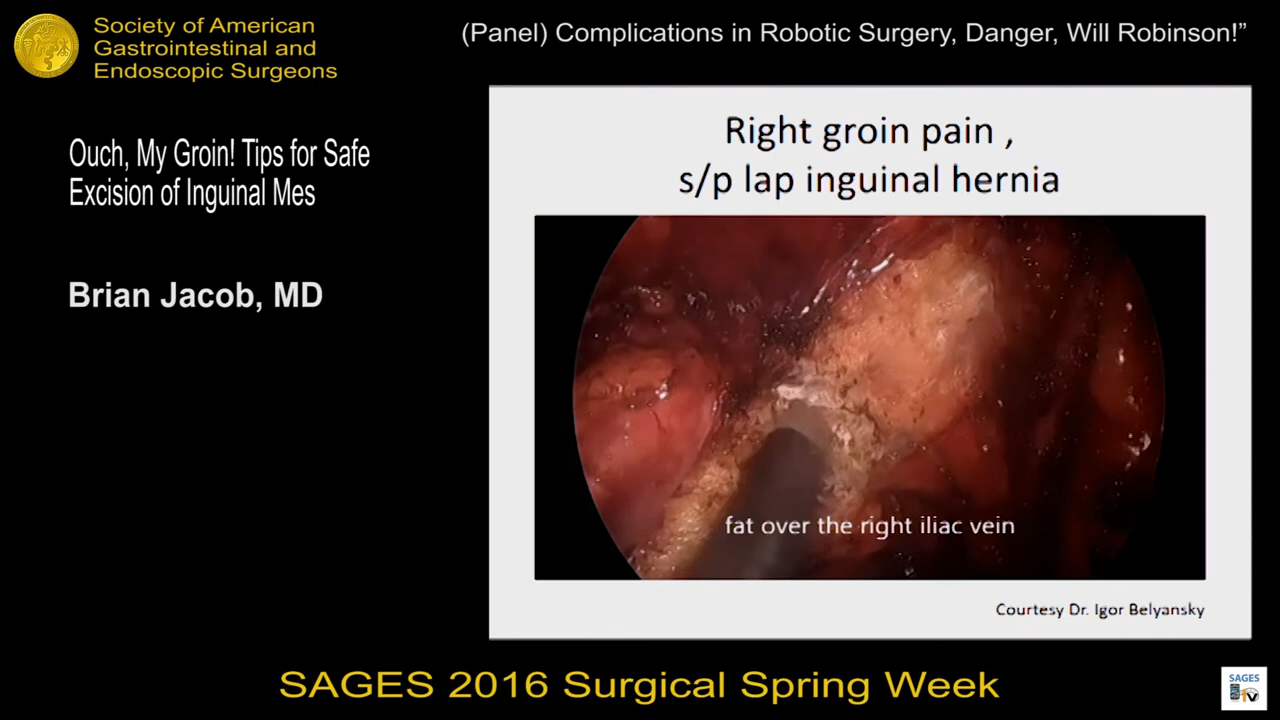 Society of American
Gastrointestinal and
Endoscopic Surgeons
(Panel) Complications in Robotic Surgery, Danger, Will Robinson!”
Ouch, My Groin! Tips for Safe
Excision of Inguinal Mes
Brian Jacob, MD
Right groin pain ,
s/p lap inguinal hernia
fat over the right iliac vein
Courtesy Dr. Igor Belyansky
SAGES 2016 Surgical Spring Week
SAGES
tv